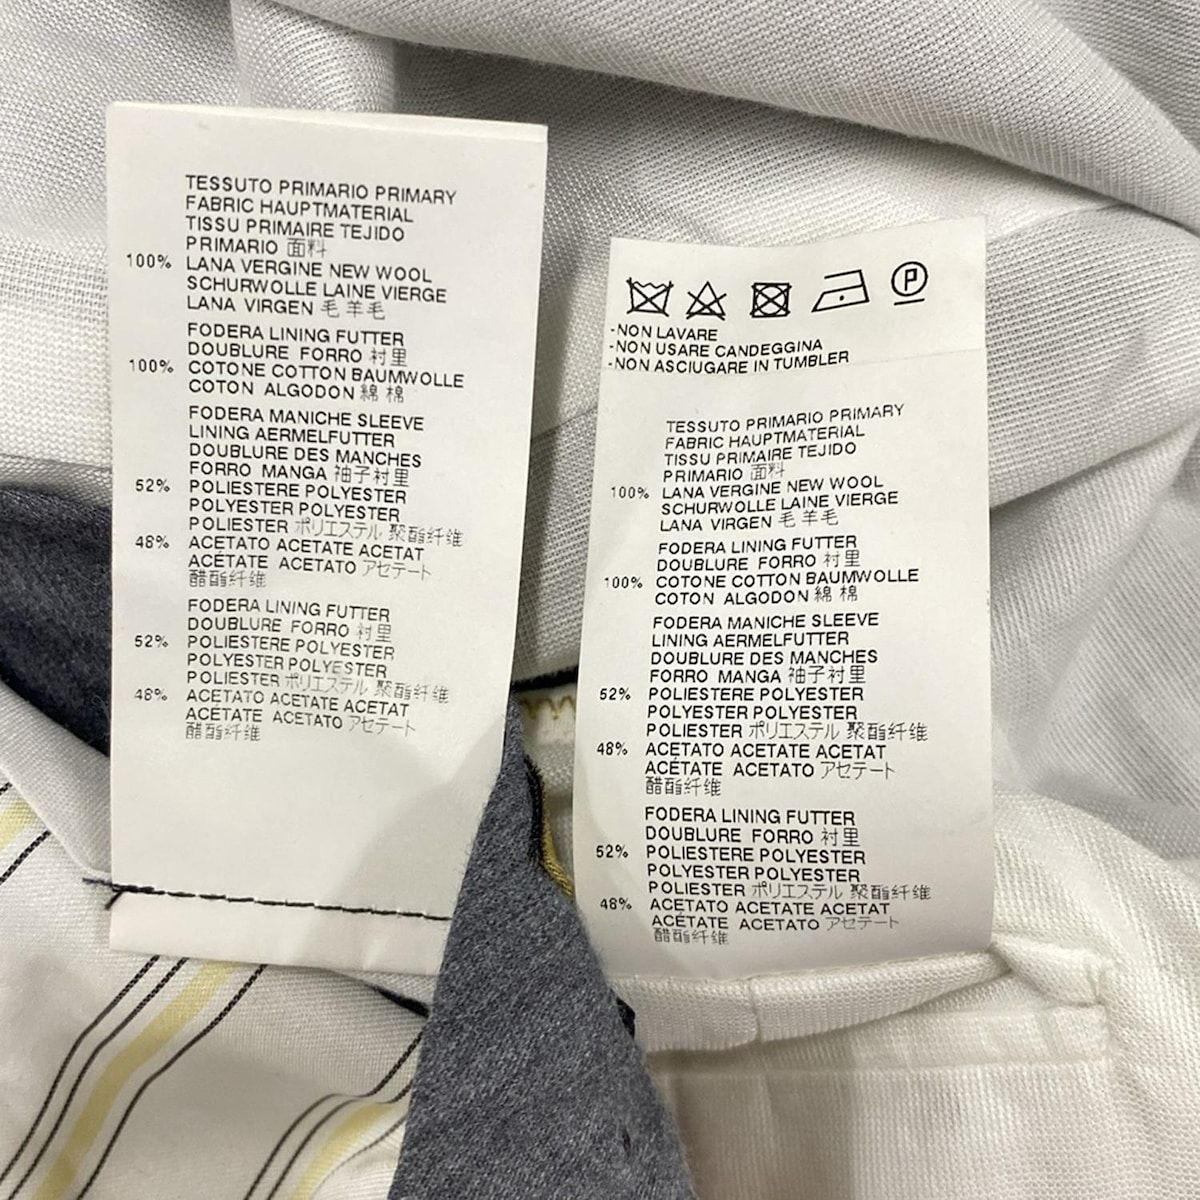 TESSUTO PRIMARIO PRIMARY
FABRIC HAUPTMATERIAL
TISSU PRIMAIRE TEJIDO
PRIMARIO 面料
100% LANA VERGINE NEW WOOL
SCHURWOLLE LAINE VIERGE
LANA VIRGEN 毛 羊毛
FODERA LINING FUTTER
DOUBLURE FORRO 衬里
100% COTONE COTTON BAUMWOLLE
COTON ALGODON 綿 棉
FODERA MANICHE SLEEVE
LINING AERMELFUTTER
DOUBLURE DES MANCHES
FORRO MANGA 袖子衬里
52% POLIESTERE POLYESTER
POLYESTER POLYESTER
POLIESTER ポリエステル 聚酯纤维
48% ACETATO ACETATE ACETAT
ACÉTATE ACETATO アセテート
醋酯纤维
FODERA LINING FUTTER
DOUBLURE FORRO 衬里
52% POLIESTERE POLYESTER
POLYESTER POLYESTER
POLIESTER ポリエステル 聚酯纤维
48% ACETATO ACETATE ACETAT
ACÉTATE ACETATO アセテート
醋酯纤维
P
-NON LAVARE
-NON USARE CANDEGGINA
-NON ASCIUGARE IN TUMBLER
TESSUTO PRIMARIO PRIMARY
FABRIC HAUPTMATERIAL
TISSU PRIMAIRE TEJIDO
PRIMARIO 面料
100% LANA VERGINE NEW WOOL
SCHURWOLLE LAINE VIERGE
LANA VIRGEN 毛 羊毛
FODERA LINING FUTTER
DOUBLURE FORRO 衬里
100% COTONE COTTON BAUMWOLLE
COTON ALGODON 綿 棉
FODERA MANICHE SLEEVE
LINING AERMELFUTTER
DOUBLURE DES MANCHES
FORRO MANGA 袖子衬里
52% POLIESTERE POLYESTER
POLYESTER POLYESTER
POLIESTER ポリエステル 聚酯纤维
48% ACETATO ACETATE ACETAT
ACÉTATE ACETATO アセテート
醋酯纤维
FODERA LINING FUTTER
DOUBLURE FORRO 衬里
52% POLIESTERE POLYESTER
POLYESTER POLYESTER
POLIESTER ポリエステル 聚酯纤维
48% ACETATO ACETATE ACETAT
ACÉTATE ACETATO アセテート
醋酯纤维